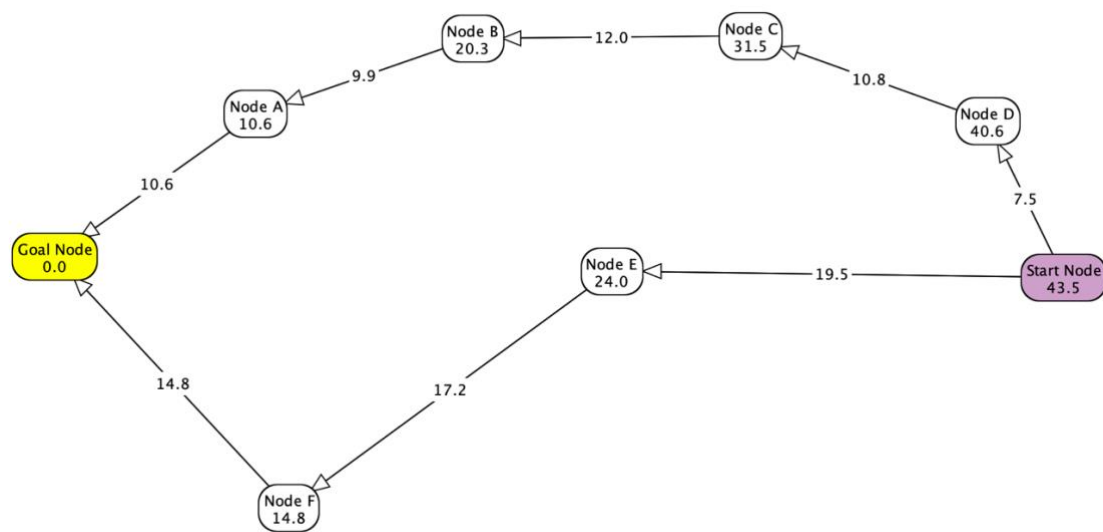 Node B
20.3
12.0
Node C
31.5
9.9
10.8
Node A
10.6
Node D
40.6
10.6
7.5
Goal Node
0.0
Node E
24.0
19.5
Start Node
43.5
14.8
17.2
Node F
14.8